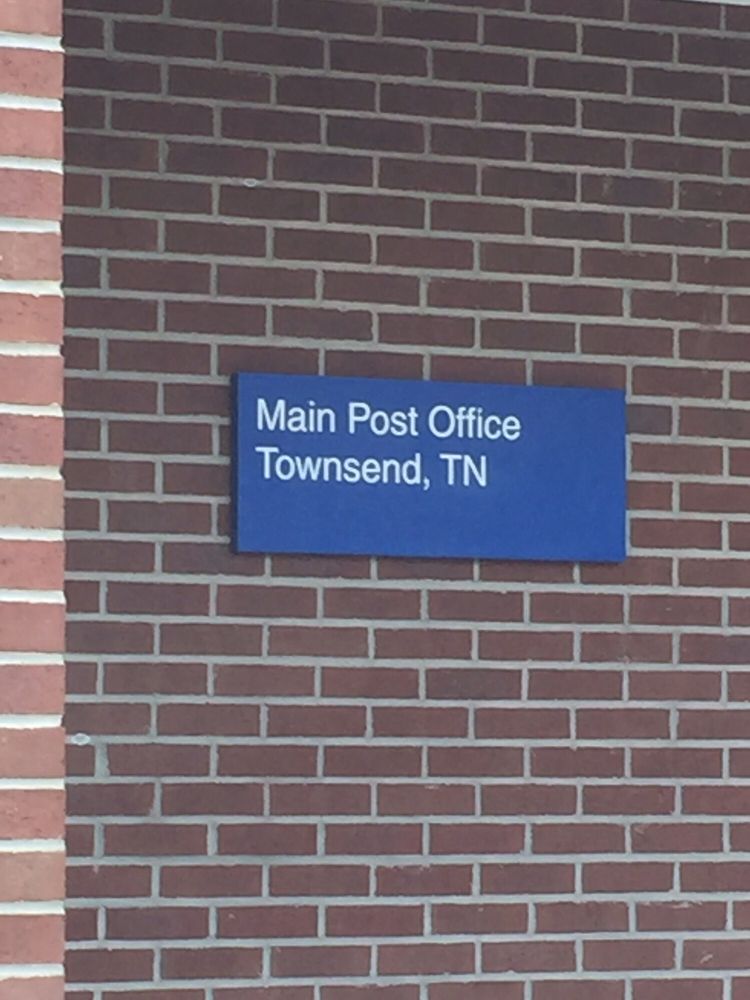 Main Post Office
Townsend, TN